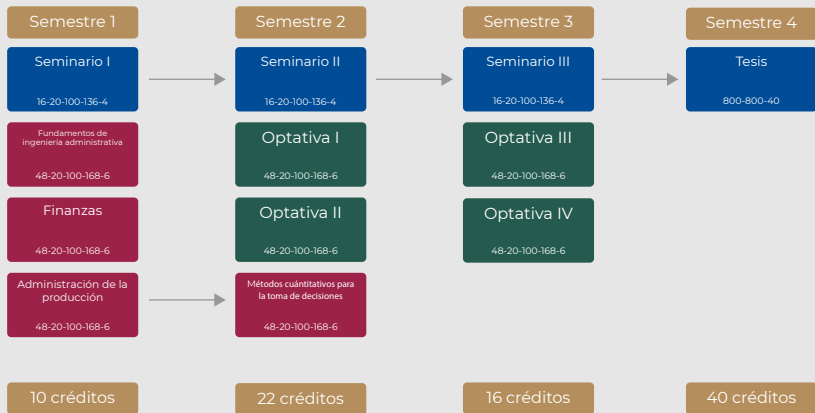 Semestre 1
Semestre 2
Semestre 3
Semestre 4
Seminario I
16-20-100-136-4
Seminario II
16-20-100-136-4
Seminario III
16-20-100-136-4
Tesis
800-800-40
Fundamentos de
ingeniería administrativa
48-20-100-168-6
Optativa I
48-20-100-168-6
Optativa III
48-20-100-168-6
Finanzas
48-20-100-168-6
Optativa II
48-20-100-168-6
Optativa IV
48-20-100-168-6
Administración de la
producción
48-20-100-168-6
Métodos cuántitativos para
la toma de decisiones
48-20-100-168-6
10 créditos
22 créditos
16 créditos
40 créditos